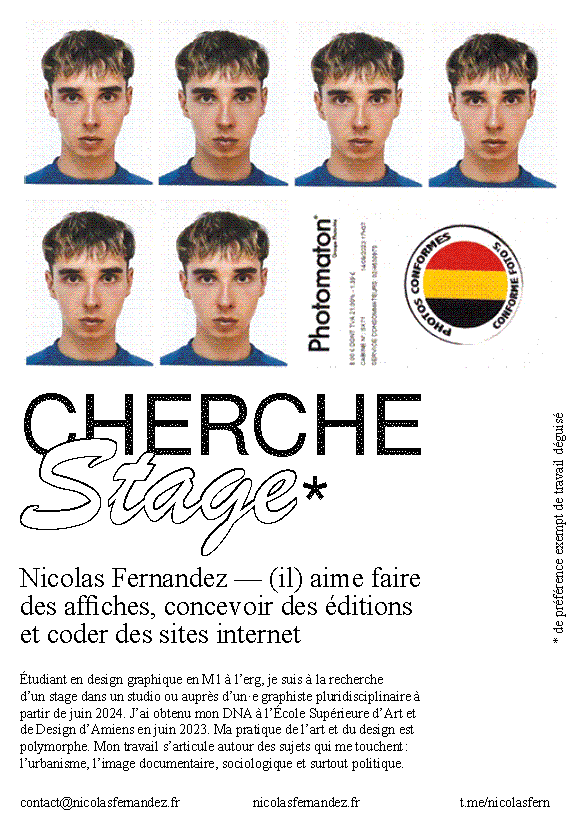 Photomaton
PHOTOS CONFORMES
CONFORME FOTO'S
CHERCHE
Stage*
* de préférence exempt de travail déguisé
Nicolas Fernandez — (il) aime faire
des affiches, concevoir des éditions
et coder des sites internet
Étudiant en design graphique en M1 à l'erg, je suis à la recherche
d'un stage dans un studio ou auprès d'un·e graphiste pluridisciplinaire à
partir de juin 2024. J'ai obtenu mon DNA à l'École Supérieure d'Art et
de Design d'Amiens en juin 2023. Ma pratique de l'art et du design est
polymorphe. Mon travail s'articule autour des sujets qui me touchent :
l'urbanisme, l'image documentaire, sociologique et surtout politique.
contact@nicolasfernandez.fr
nicolasfernandez.fr
t.me/nicolasfern